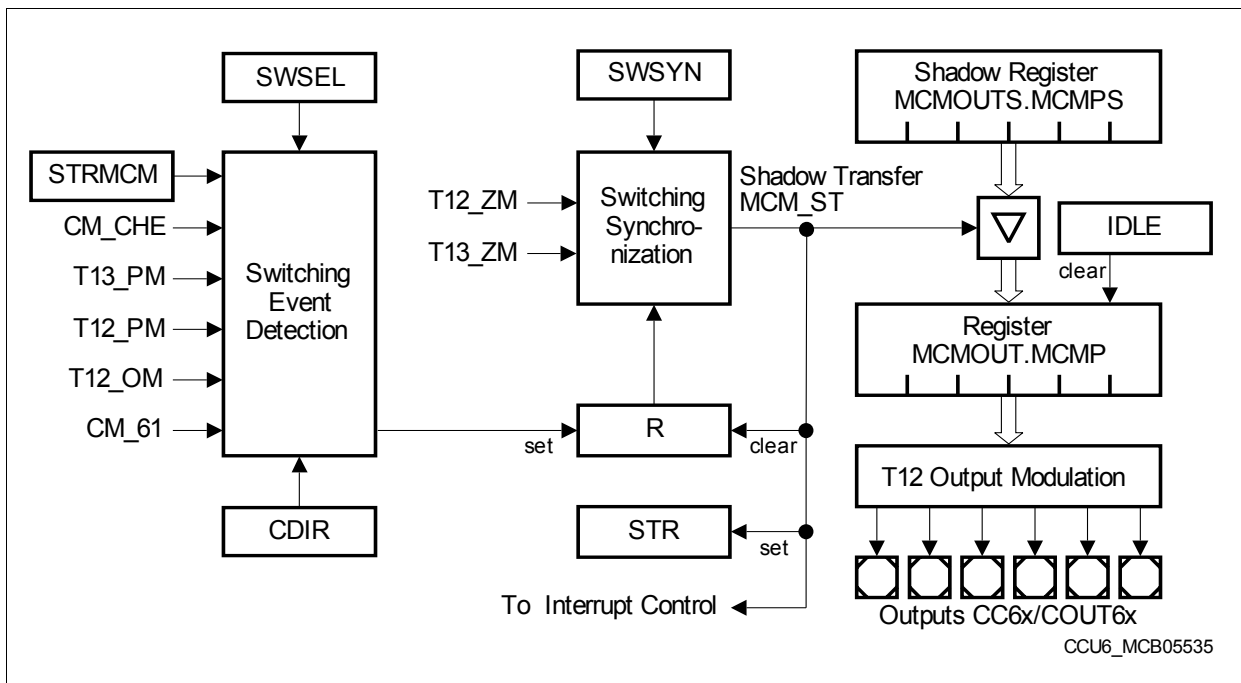 SWSEL
SWSYN
Shadow Register
MCMOUTS.MCMPS
STRMCM
CM_CHE
T13_PM
T12_PM
T12_OM
CM_61
Switching
Event
Detection
CDIR
T12_ZM
T13_ZM
Switching
Synchro-
nization
Shadow Transfer
MCM_ST
IDLE
clear
Register
MCMOUT.MCMP
set
R
clear
T12 Output Modulation
STR
set
To Interrupt Control
Outputs CC6x/COUT6x
CCU6_MCB05535